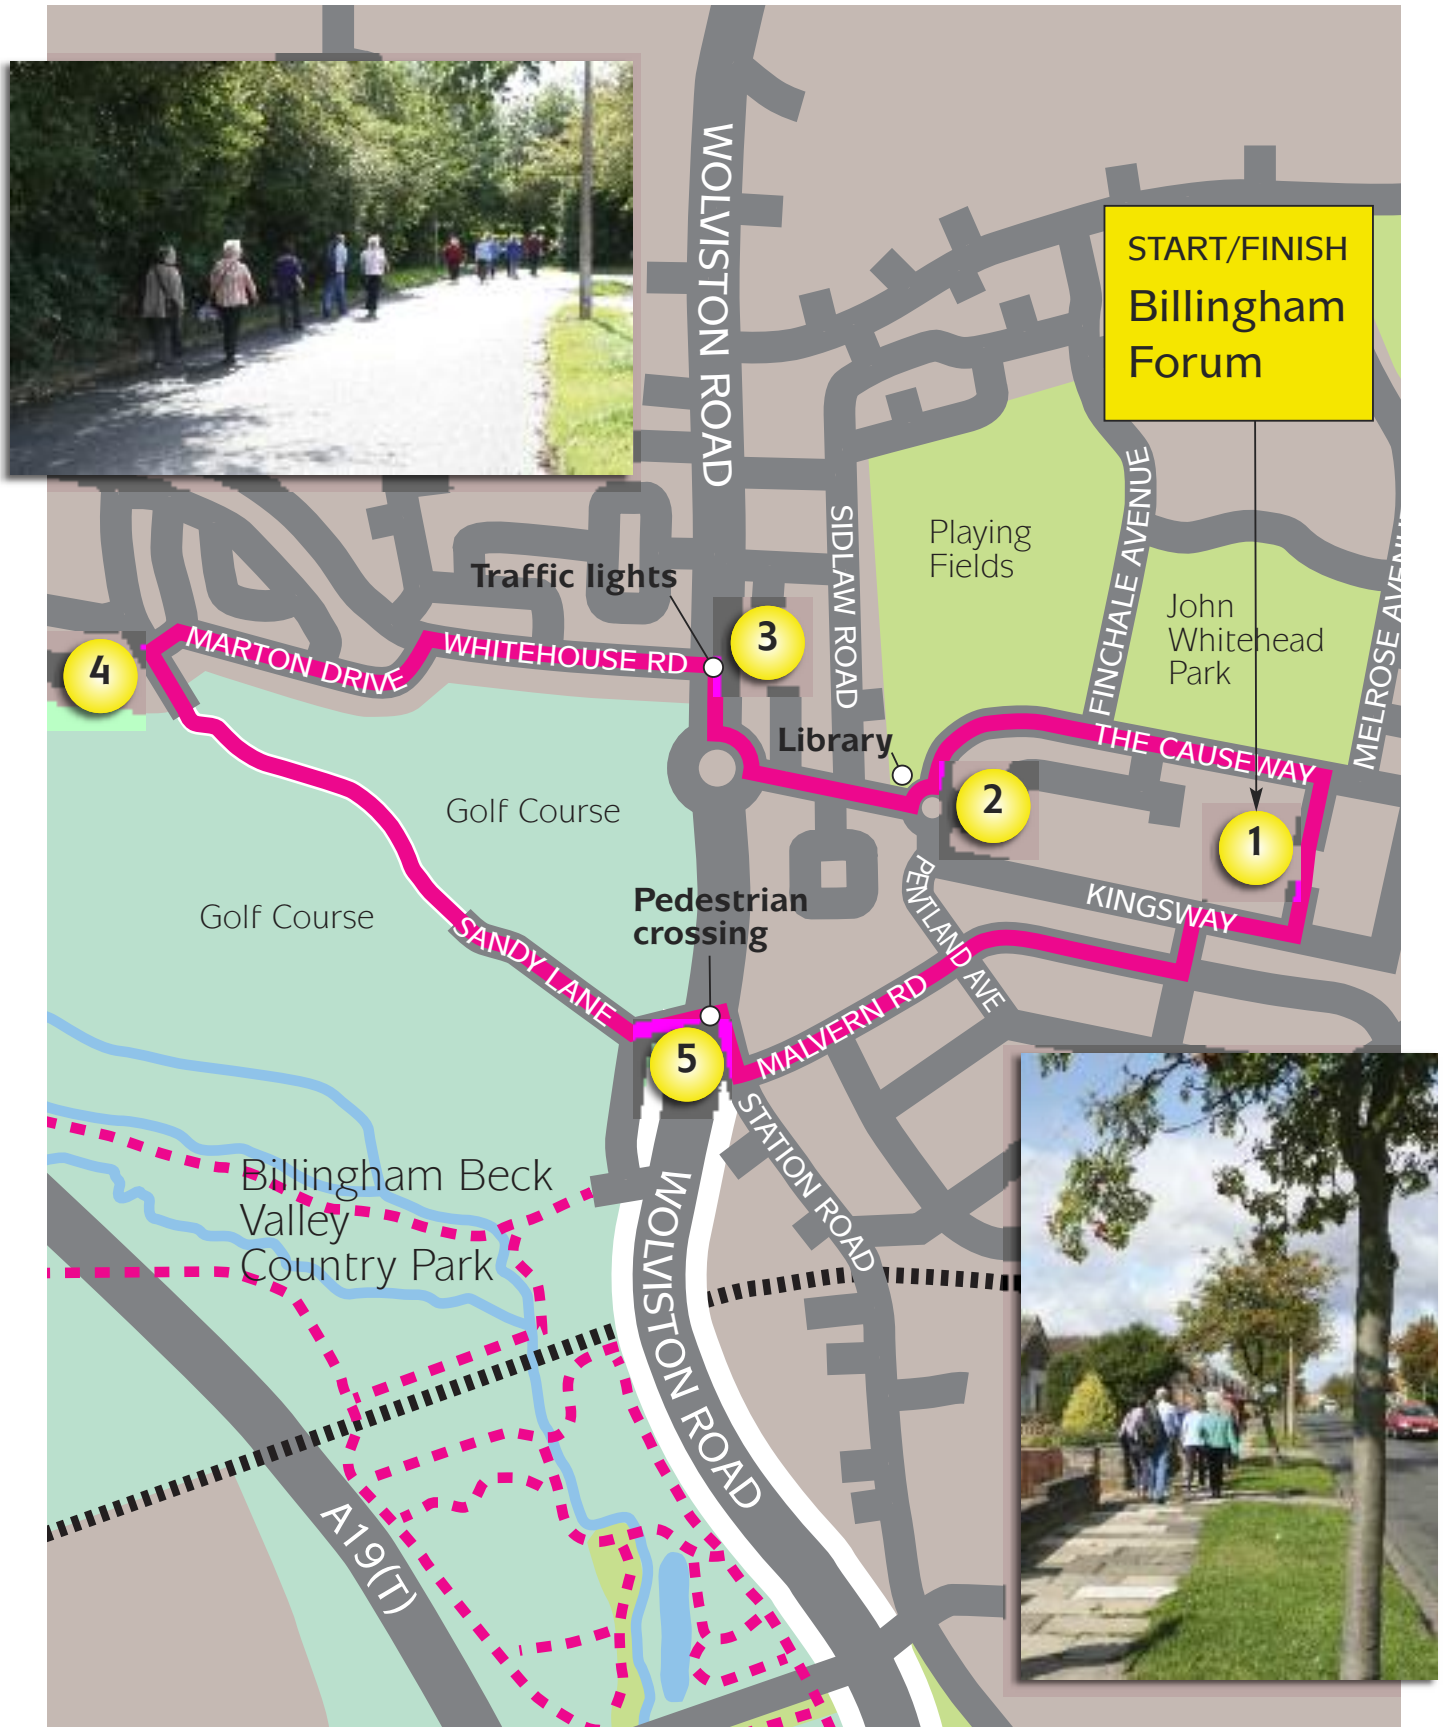 WOLVISTON ROAD
START/FINISH
Billingham
Forum
FINCHALE AVENUE
SIDLAW ROAD
Playing
Fields
MELROSE AVENUE
Traffic lights
John
Whitehead
Park
3
4
MARTON DRIVE
WHITEHOUSE RD
Library
THE CAUSEWAY
2
1
Golf Course
PENTLAND AVE
KINGSWAY
Golf Course
Pedestrian
crossing
SANDY LANE
MALVERN RD
5
STATION ROAD
Billingham Beck
Valley
Country Park
WOLVISTON ROAD
A19(T)